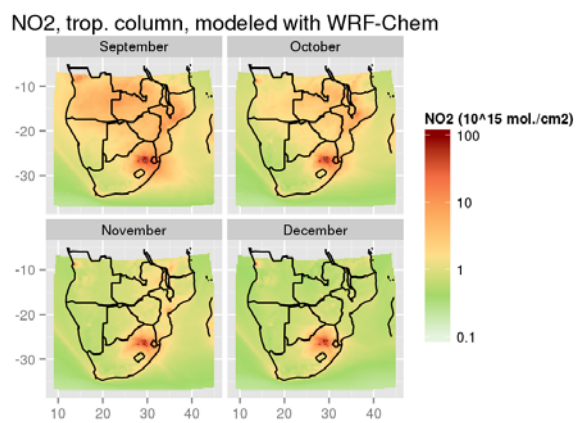 NO2, trop. column, modeled with WRF-Chem
September
October
-10
-20
-30
November
December
-10
-20
-30
10 20 30 40
10 20 30 40
NO2 (10^15 mol./cm2)
100
10
1
0.1